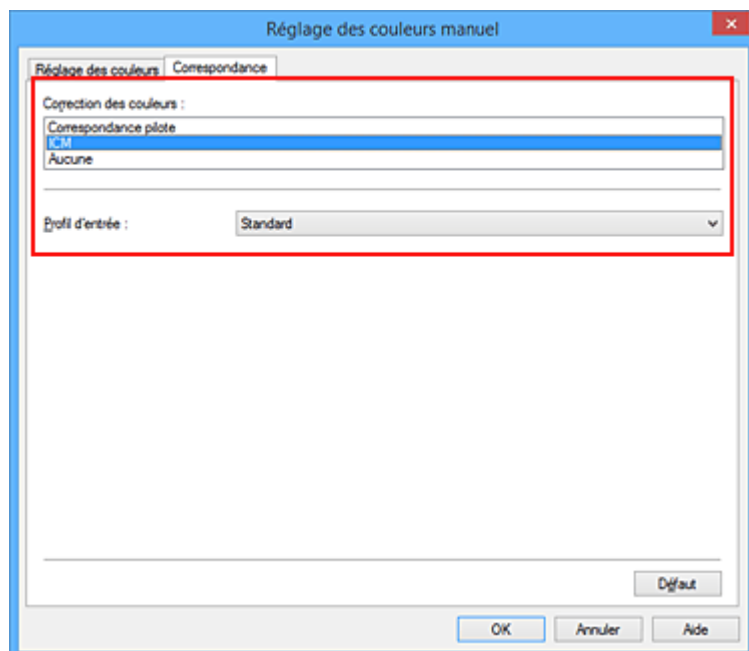 Réglage des couleurs manuel
Réglage des couleurs Correspondance
Correction des couleurs :
Correspondance pilote
ICM
Aucune
Profil d'entrée : Standard
Défaut
OK Annuler Aide